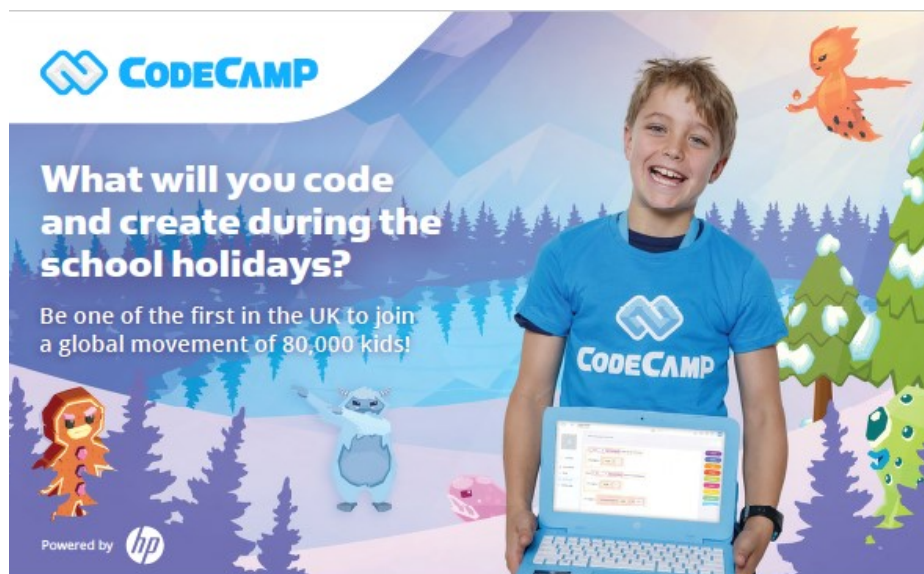 CODECAMP
What will you code
and create during the
school holidays?
Be one of the first in the UK to join
a global movement of 80,000 kids!
CODECAMP
Powered by hp